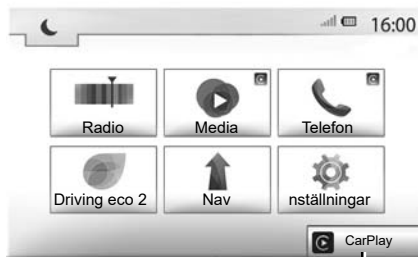 16:00
Radio
Media
Telefon
Driving eco 2
Nav
nställningar
CarPlay